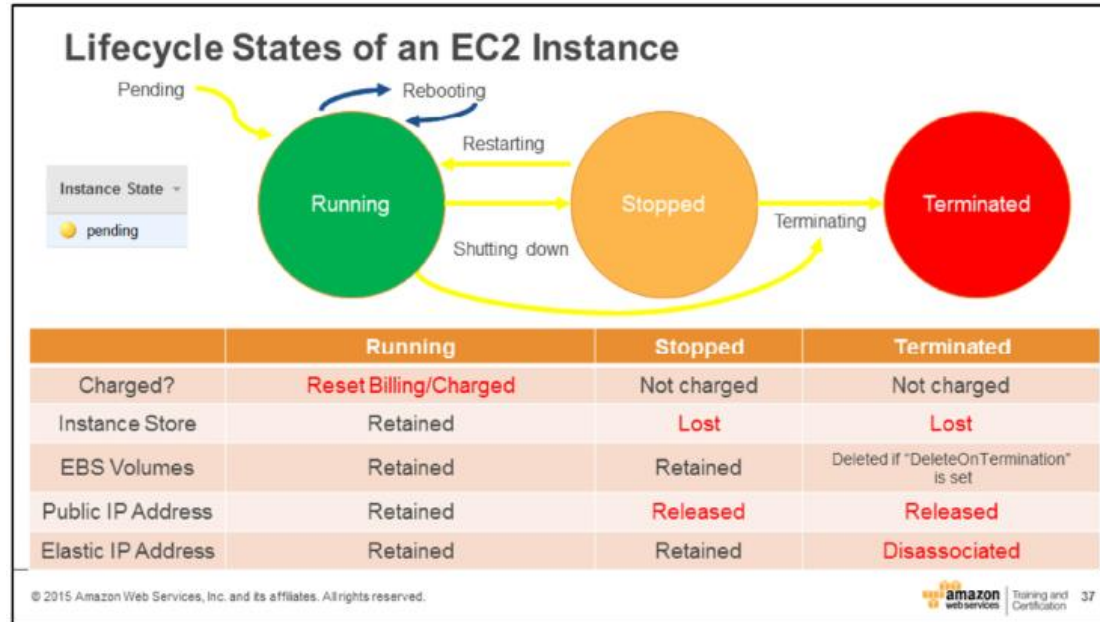 Lifecycle States of an EC2 Instance
Pending
Rebooting
Restarting
Instance State
pending
Running
Stopped
Terminated
Terminating
Shutting down
Running Stopped Terminated
Charged? Reset Billing/Charged Not charged Not charged
Instance Store Retained Lost Lost
EBS Volumes Retained Retained Deleted if "DeleteOnTermination"
is set
Public IP Address Retained Released Released
Elastic IP Address Retained Retained Disassociated
© 2015 Amazon Web Services, Inc. and its affiliates. All rights reserved.
amazon
web services
Training and
Certification
37